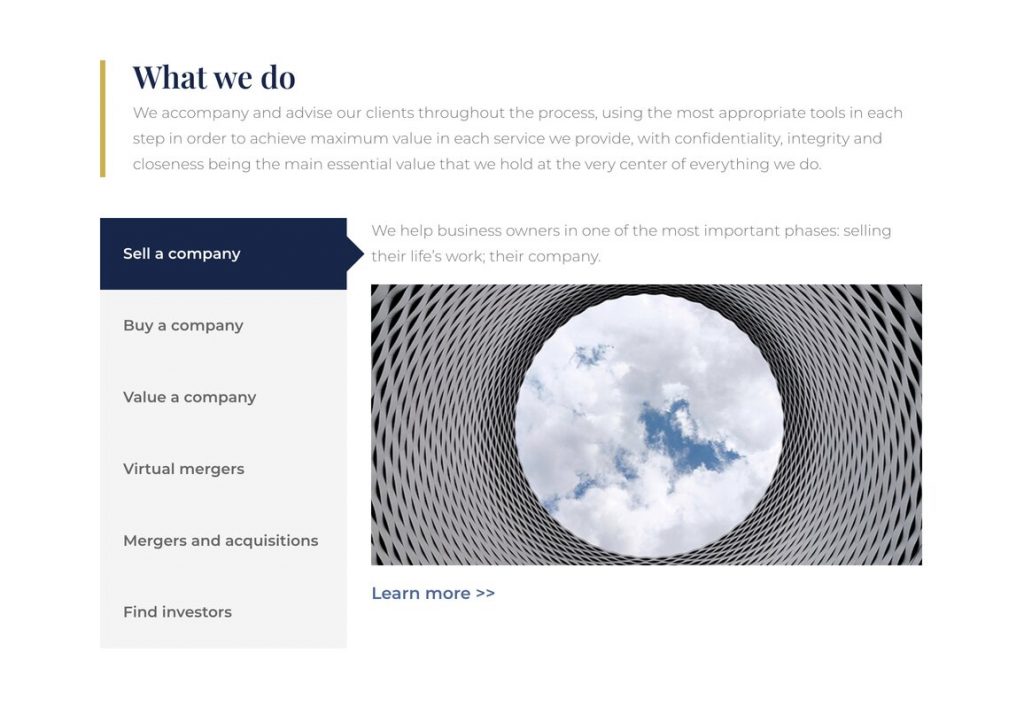 What we do
We accompany and advise our clients throughout the process, using the most appropriate tools in each
step in order to achieve maximum value in each service we provide, with confidentiality, integrity and
closeness being the main essential value that we hold at the very center of everything we do.
Sell a company
We help business owners in one of the most important phases: selling
their life's work; their company.
Buy a company
Value a company
Virtual mergers
Mergers and acquisitions
Find investors
Learn more >>